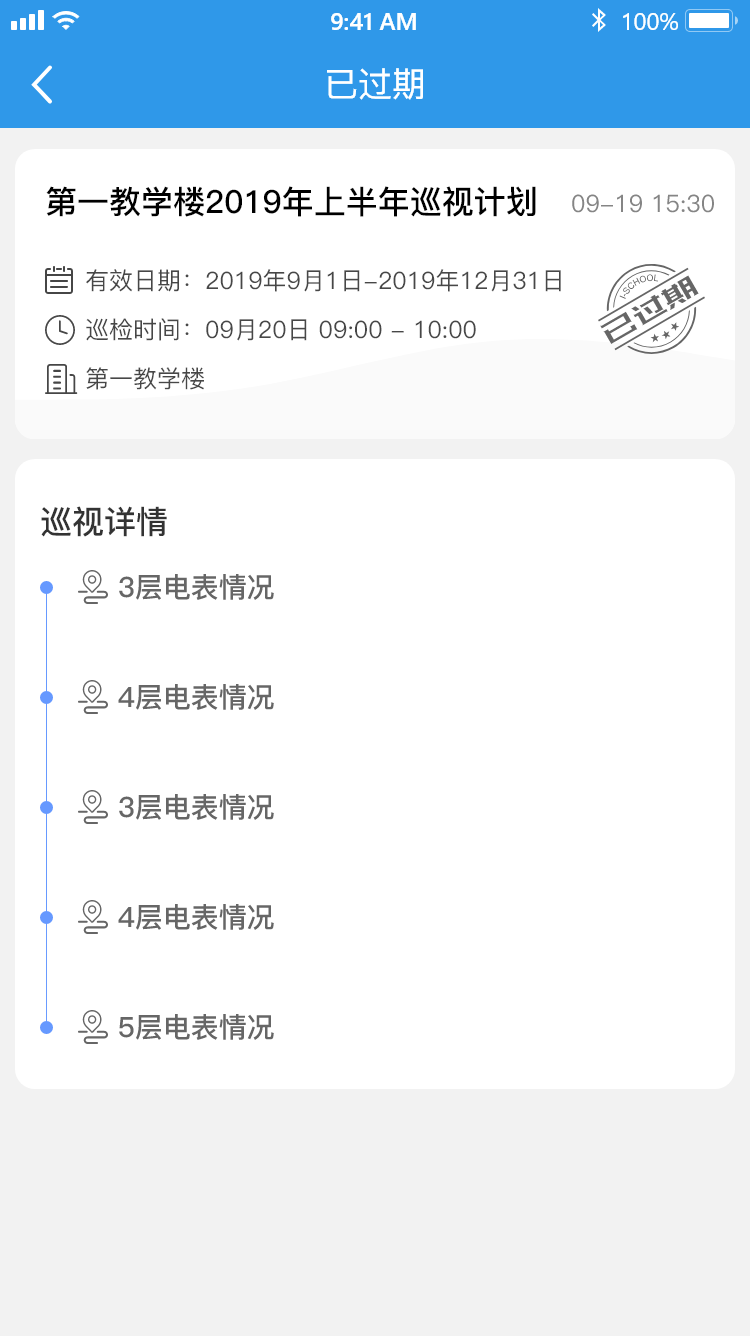 9:41 AM
100%
已过期
第一教学楼2019年上半年巡视计划
09-19 15:30
有效日期：2019年9月1日-2019年12月31日
巡检时间：09月20日 09:00 - 10:00
第一教学楼
I-SCHOOL
已过期
巡视详情
3层电表情况
4层电表情况
3层电表情况
4层电表情况
5层电表情况